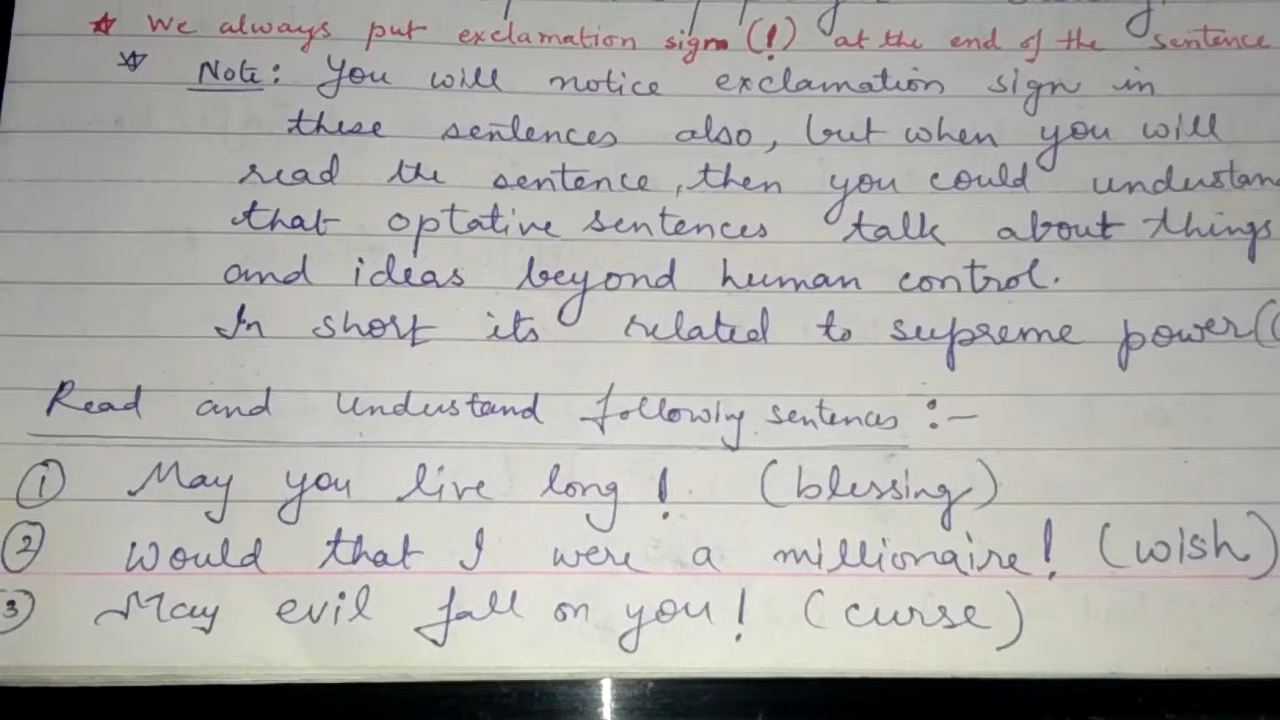 ☆ We always put exclamation sign (!) at the end of the sentence
☆ Note: You will notice exclamation sign in
these sentences also, but when you will
read the sentence, then you could understan
that optative sentences talk about things
and ideas beyond human control.
In short its related to supreme power(
Read and understand following sentences :-
① May you live long! (blessing)
② Would that I were a millionaire! (wish)
③ May evil fall on you! (curse)